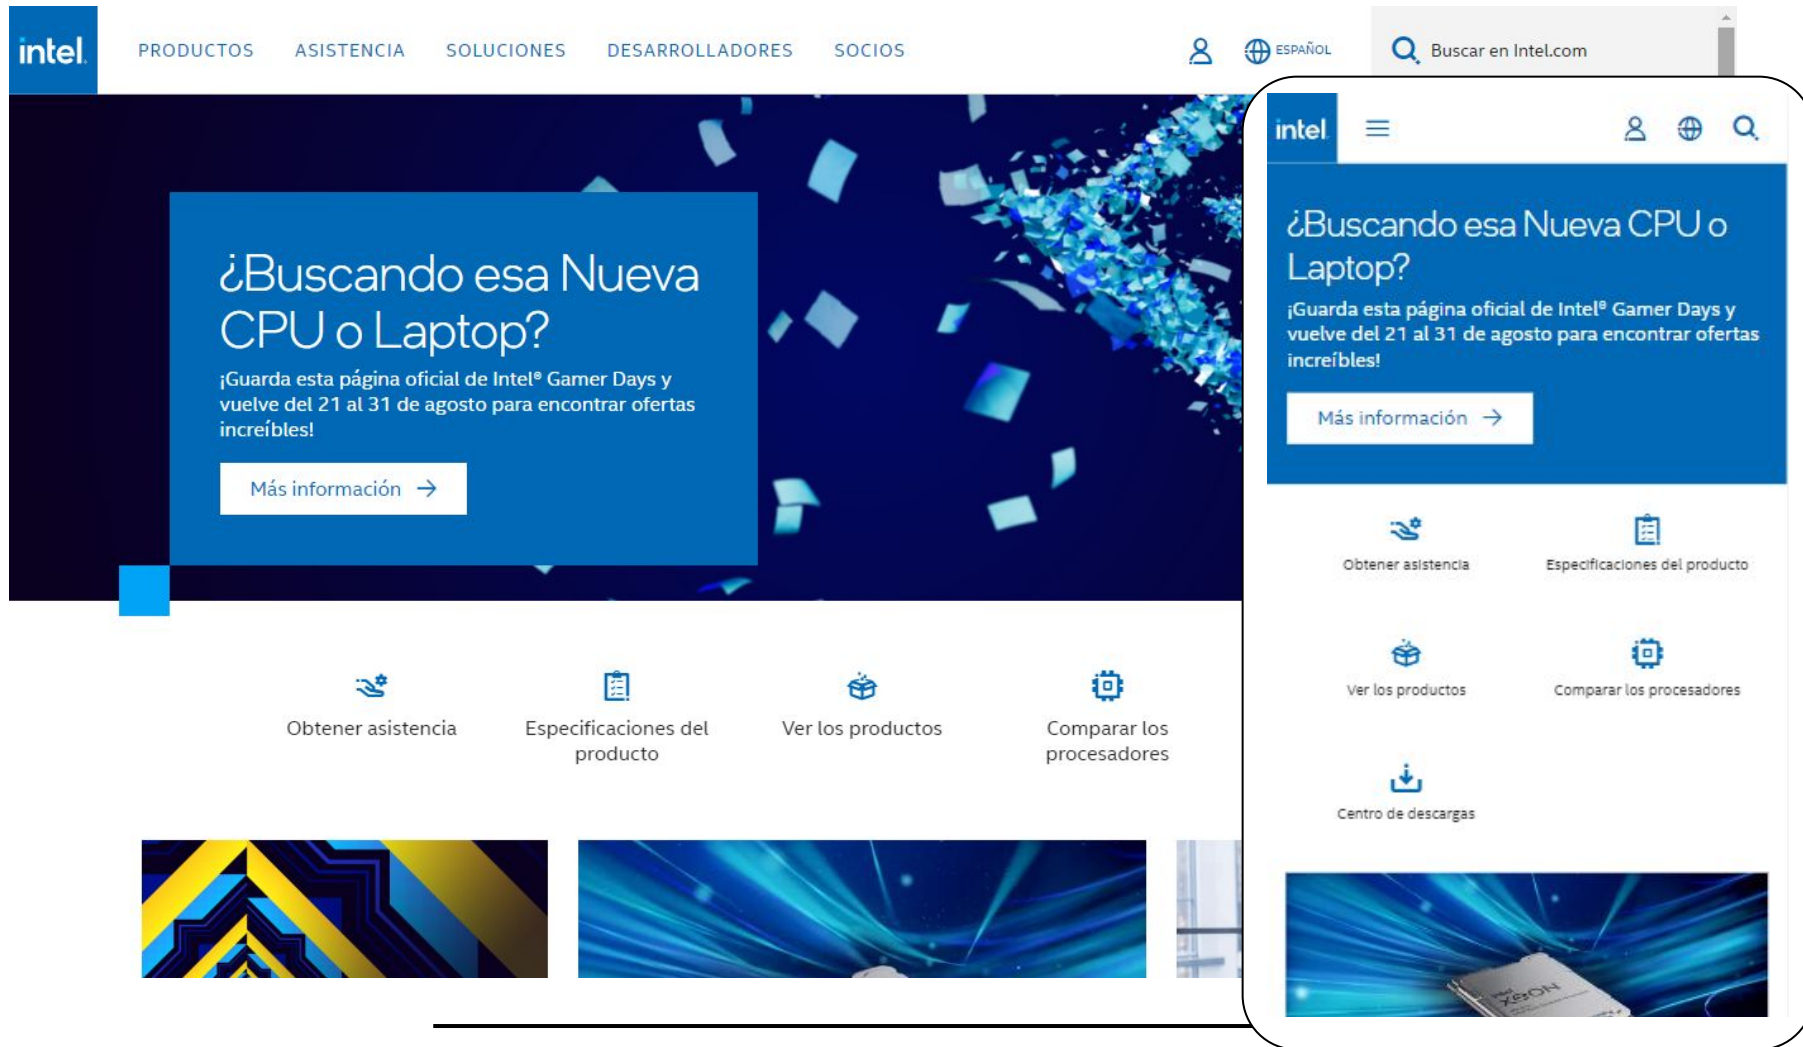 intel.
PRODUCTOS ASISTENCIA SOLUCIONES DESARROLLADORES SOCIOS ESPAÑOL Buscar en Intel.com
¿Buscando esa Nueva
CPU o Laptop?
¡Guarda esta página oficial de Intel® Gamer Days y
vuelve del 21 al 31 de agosto para encontrar ofertas
increíbles!
Más información →
Obtener asistencia
Especificaciones del
producto
Ver los productos
Comparar los
procesadores
intel.
¿Buscando esa Nueva CPU o
Laptop?
¡Guarda esta página oficial de Intel® Gamer Days y
vuelve del 21 al 31 de agosto para encontrar ofertas
increíbles!
Más información →
Obtener asistencia
Especificaciones del producto
Ver los productos
Comparar los procesadores
Centro de descargas
intel
XEON